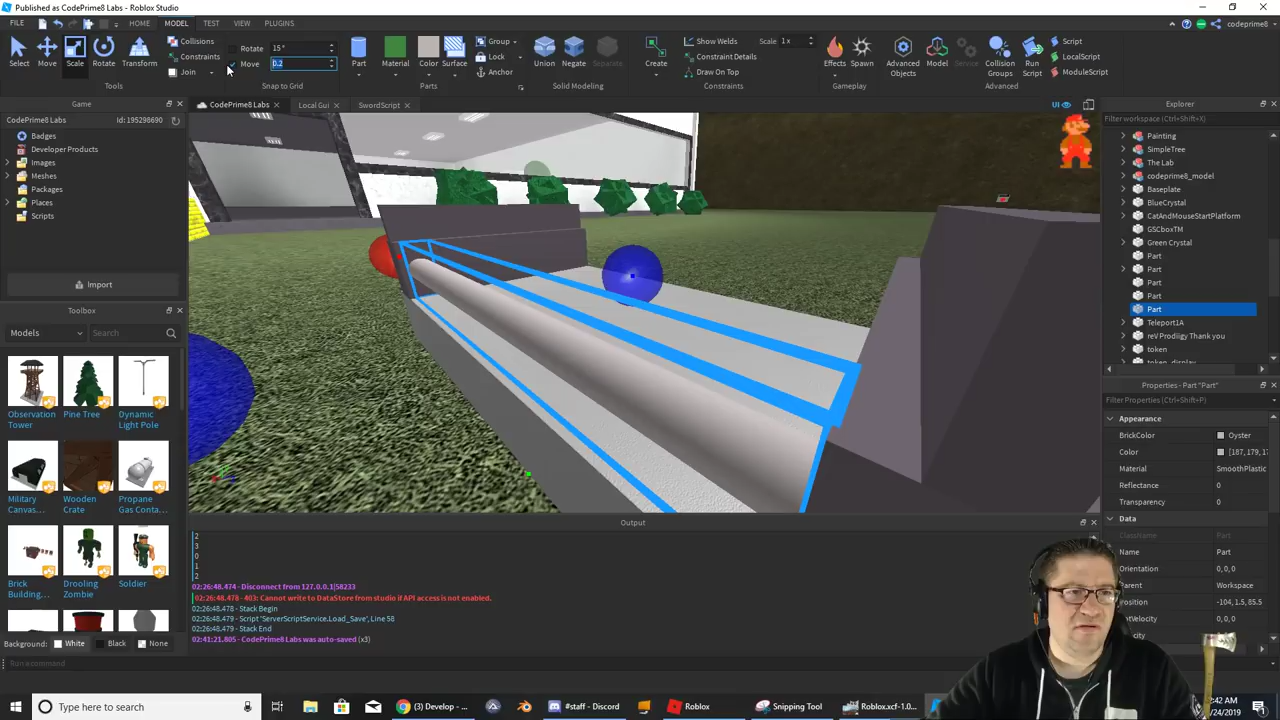 Published as CodePrime8 Labs - Roblox Studio
FILE HOME MODEL TEST VIEW PLUGINS codeprime8
Select Move Scale Rotate Transform
Collisions
Constraints
Join
Tools
Rotate 15°
Move 0.2
Snap to Grid
Part Material Color Surface
Group
Lock
Anchor
Parts
Union Negate Separate
Solid Modeling
Create
Show Welds Scale 1 x
Constraint Details
Draw On Top
Constraints
Effects Spawn
Gameplay
Advanced Objects Model Collision Groups Run Script
Script
LocalScript
ModuleScript
Advanced
Game
CodePrime8 Labs Id: 195298690
Badges
Developer Products
Images
Meshes
Packages
Places
Scripts
Import
Toolbox
Models Search
Observation Tower
Pine Tree
Dynamic Light Pole
Military Canvas...
Wooden Crate
Propane Gas Conta...
Brick Building...
Drooling Zombie
Soldier
Background: White Black None
CodePrime8 Labs Local Gui SwordScript
UI
Output
2
3
0
1
2
02:26:48.474 - Disconnect from 127.0.0.1|58233
02:26:48.478 - 403: Cannot write to DataStore from studio if API access is not enabled.
02:26:48.478 - Stack Begin
02:26:48.479 - Script 'ServerScriptService.Load_Save', Line 58
02:26:48.479 - Stack End
02:41:21.805 - CodePrime8 Labs was auto-saved (x3)
Run a command
Explorer
Filter workspace (Ctrl+Shift+X)
Painting
SimpleTree
The Lab
codeprime8_model
Baseplate
BlueCrystal
CatAndMouseStartPlatform
GSCboxTM
Green Crystal
Part
Part
Part
Part
Part
Teleport1A
reV Prodiigy Thank you
token
token_display
Properties - Part "Part"
Filter Properties (Ctrl+Shift+P)
Appearance
BrickColor Oyster
Color [187, 179, 1
Material SmoothPlastic
Reflectance 0
Transparency 0
Data
ClassName Part
Name Part
Orientation 0, 0, 0
Parent Workspace
Position -104, 1.5, 85.5
0, 0, 0
Type here to search
(3) Develop - ...
#staff - Discord
Roblox
Snipping Tool
Roblox.xcf-1.0...